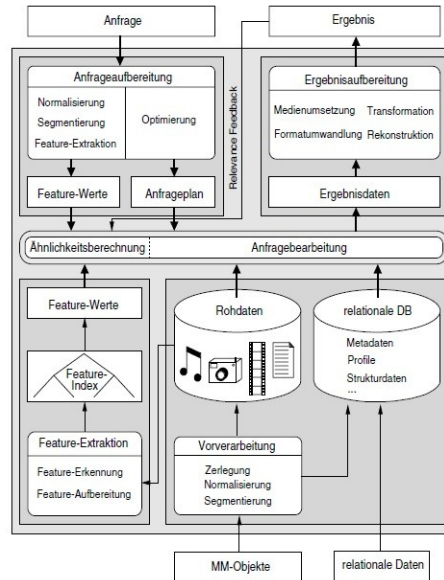 Anfrage
Ergebnis
Anfrageaufbereitung
Normalisierung
Segmentierung
Feature-Extraktion
Optimierung
Relevance Feedback
Ergebnisaufbereitung
Medienumsetzung
Transformation
Formatumwandlung
Rekonstruktion
Feature-Werte
Anfrageplan
Ergebnisdaten
Ähnlichkeitsberechnung
Anfragebearbeitung
Feature-Werte
Feature-
Index
Feature-Extraktion
Feature-Erkennung
Feature-Aufbereitung
Rohdaten
relationale DB
Metadaten
Profile
Strukturdaten
...
Vorverarbeitung
Zerlegung
Normalisierung
Segmentierung
MM-Objekte
relationale Daten